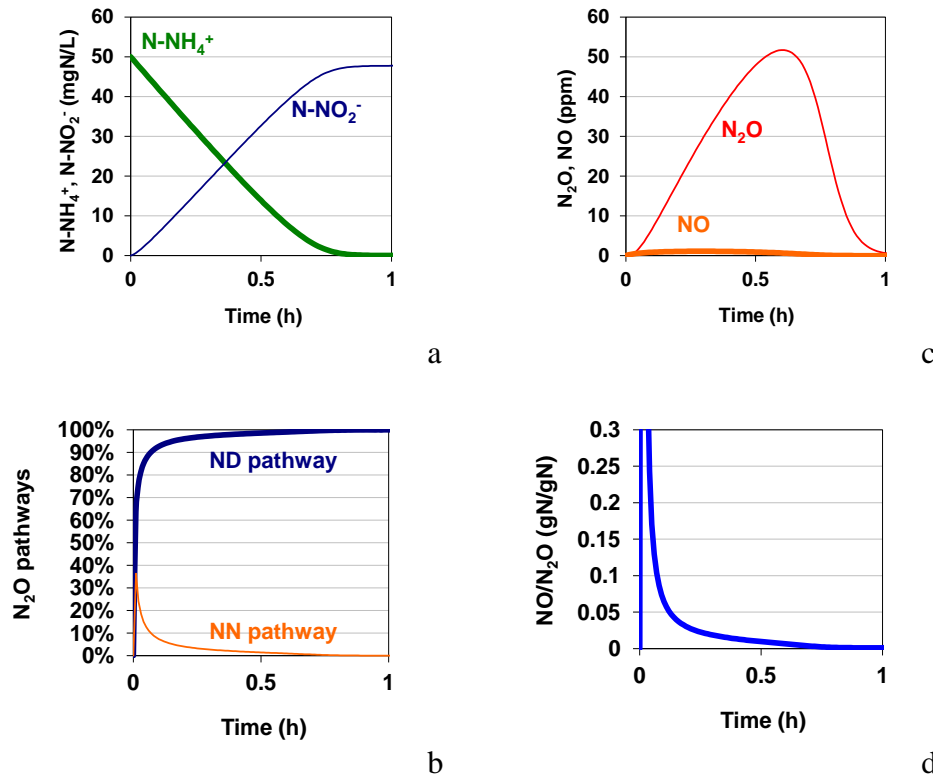 N-NH₄⁺, N-NO₂⁻ (mgN/L)
60
50
40
30
20
10
0
N-NH₄⁺
N-NO₂⁻
0
0.5
1
Time (h)
a
N₂O, NO (ppm)
60
50
40
30
20
10
0
N₂O
NO
0
0.5
1
Time (h)
c
N₂O pathways
100%
90%
80%
70%
60%
50%
40%
30%
20%
10%
0%
ND pathway
NN pathway
0
0.5
1
Time (h)
b
NO/N₂O (gN/gN)
0.3
0.25
0.2
0.15
0.1
0.05
0
0
0.5
1
Time (h)
d